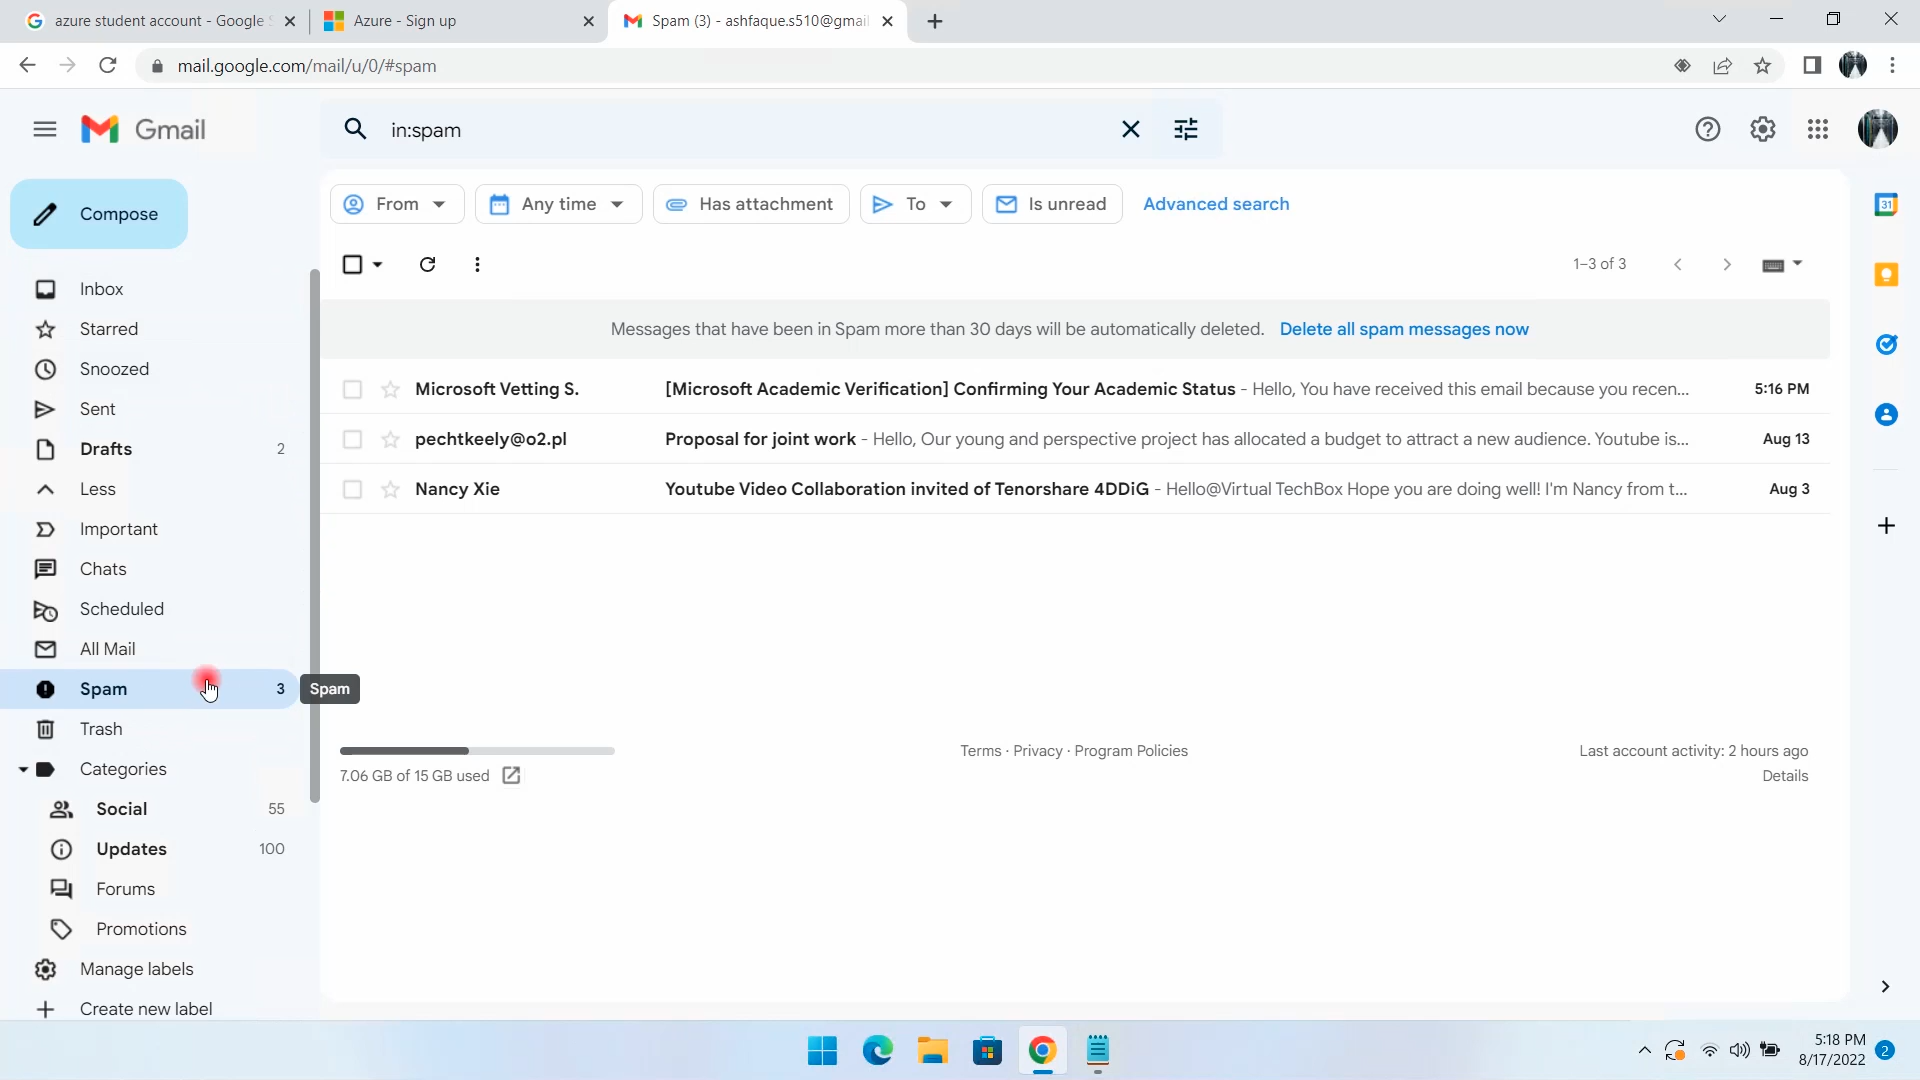 azure student account - Google S
Azure - Sign up
Spam (3) - ashfaque.s510@gmail
mail.google.com/mail/u/0/#spam
Gmail
in:spam
Compose
From
Any time
Has attachment
To
Is unread
Advanced search
1–3 of 3
Messages that have been in Spam more than 30 days will be automatically deleted. Delete all spam messages now
Microsoft Vetting S. [Microsoft Academic Verification] Confirming Your Academic Status - Hello, You have received this email because you recen... 5:16 PM
pechtkeely@o2.pl Proposal for joint work - Hello, Our young and perspective project has allocated a budget to attract a new audience. Youtube is... Aug 13
Nancy Xie Youtube Video Collaboration invited of Tenorshare 4DDiG - Hello@Virtual TechBox Hope you are doing well! I'm Nancy from t... Aug 3
Inbox
Starred
Snoozed
Sent
Drafts 2
Less
Important
Chats
Scheduled
All Mail
Spam 3
Spam
Trash
Categories
Social 55
Updates 100
Forums
Promotions
Manage labels
Create new label
7.06 GB of 15 GB used
Terms · Privacy · Program Policies
Last account activity: 2 hours ago
Details
31
5:18 PM
8/17/2022
2